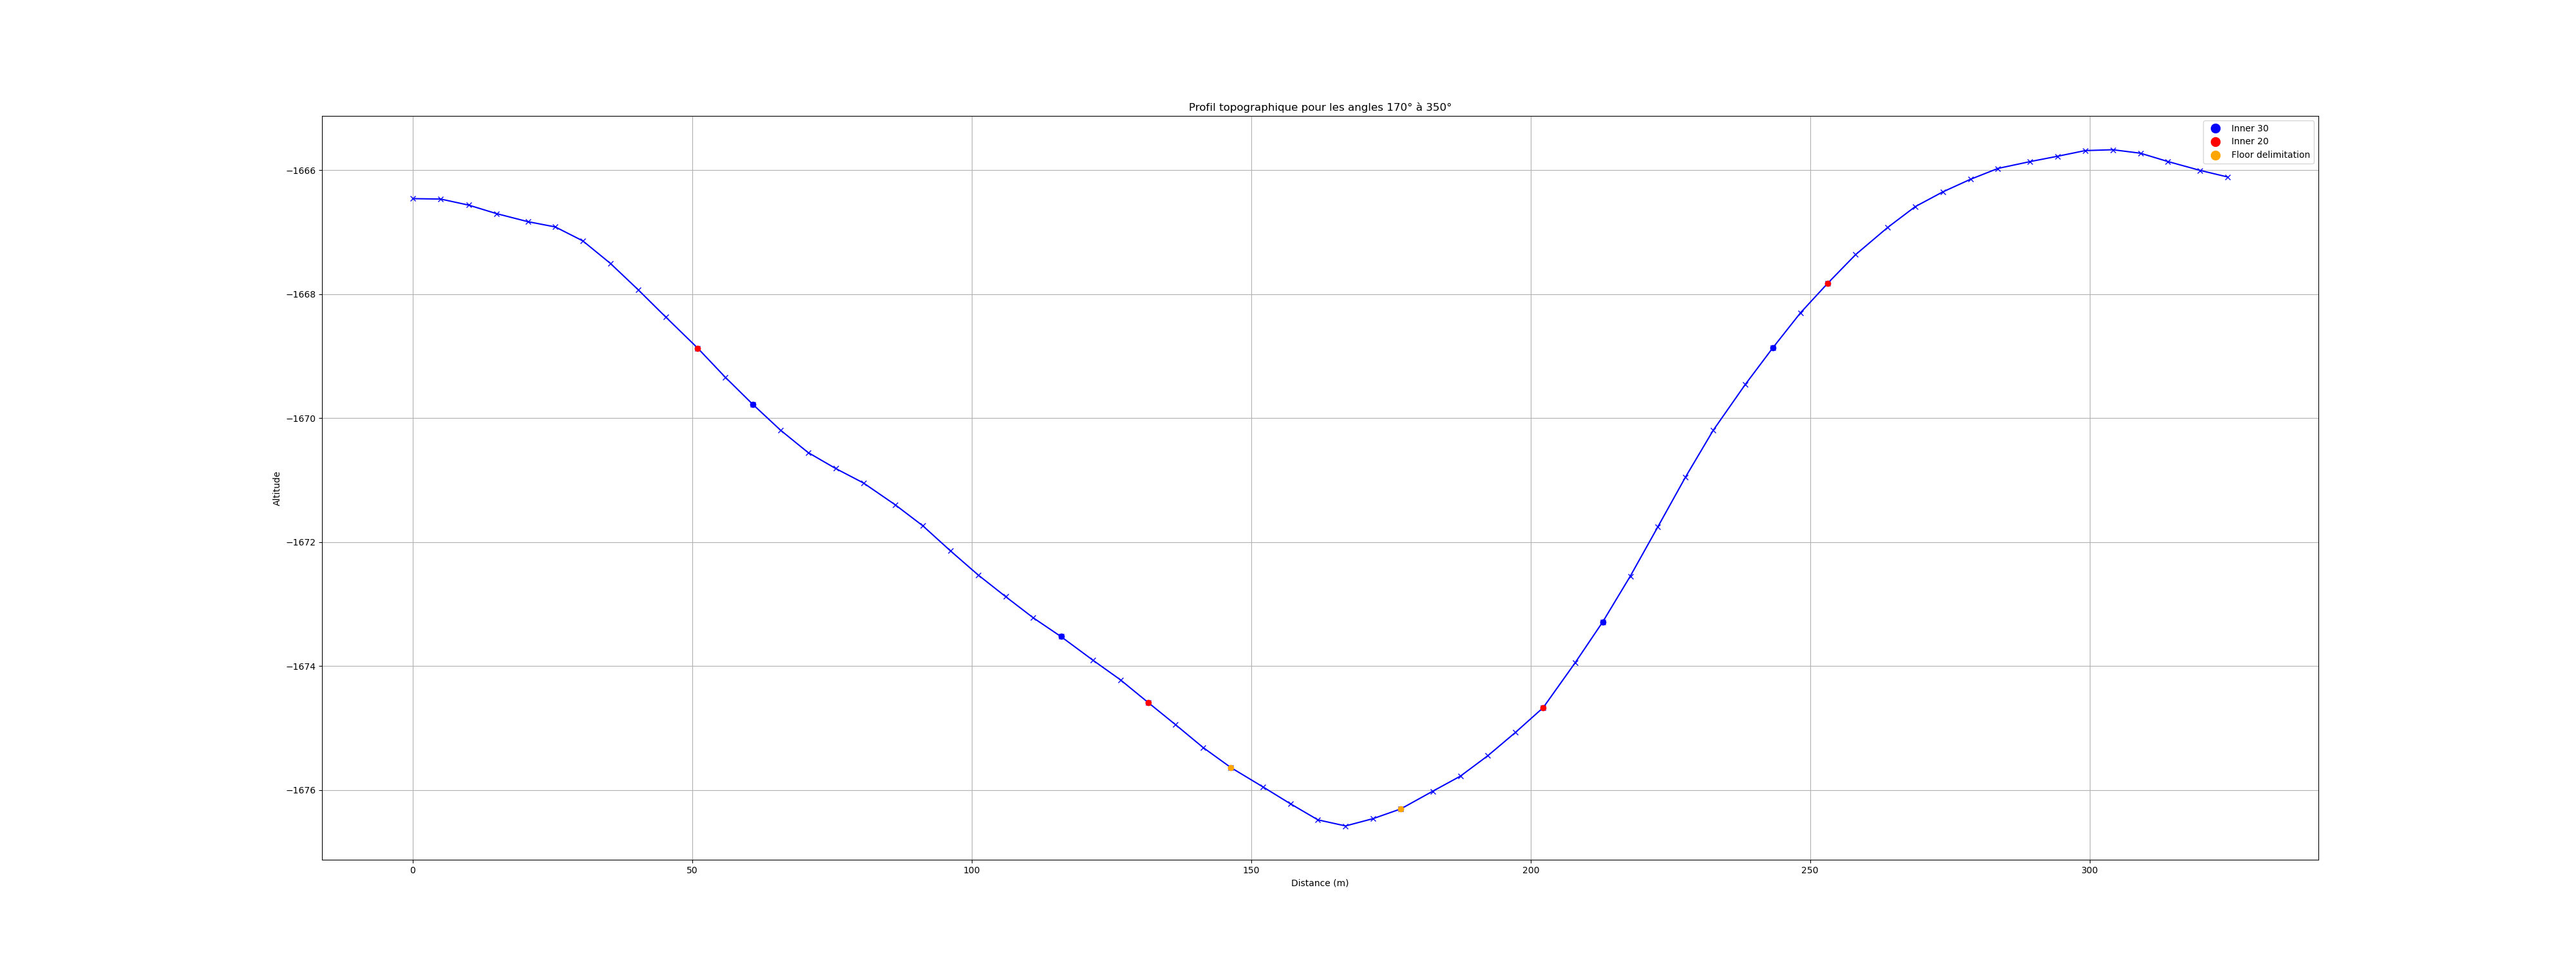 Profil topographique pour les angles 170° à 350°
Inner 30
Inner 20
Floor delimitation
−1666
−1668
−1670
−1672
−1674
−1676
Altitude
0 50 100 150 200 250 300
Distance (m)